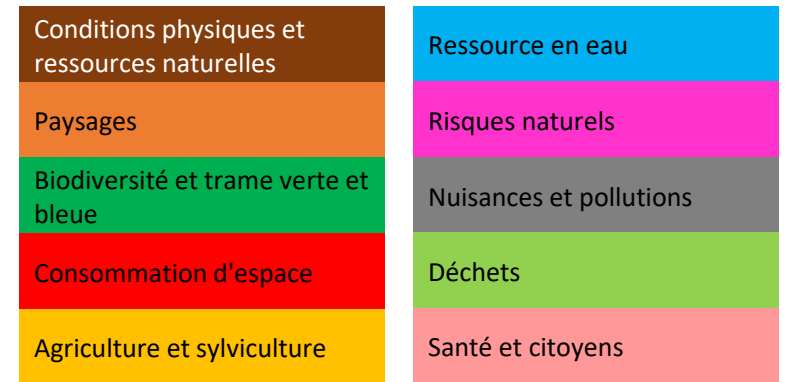 Conditions physiques et
ressources naturelles
Paysages
Biodiversité et trame verte et
bleue
Consommation d'espace
Agriculture et sylviculture
Ressource en eau
Risques naturels
Nuisances et pollutions
Déchets
Santé et citoyens